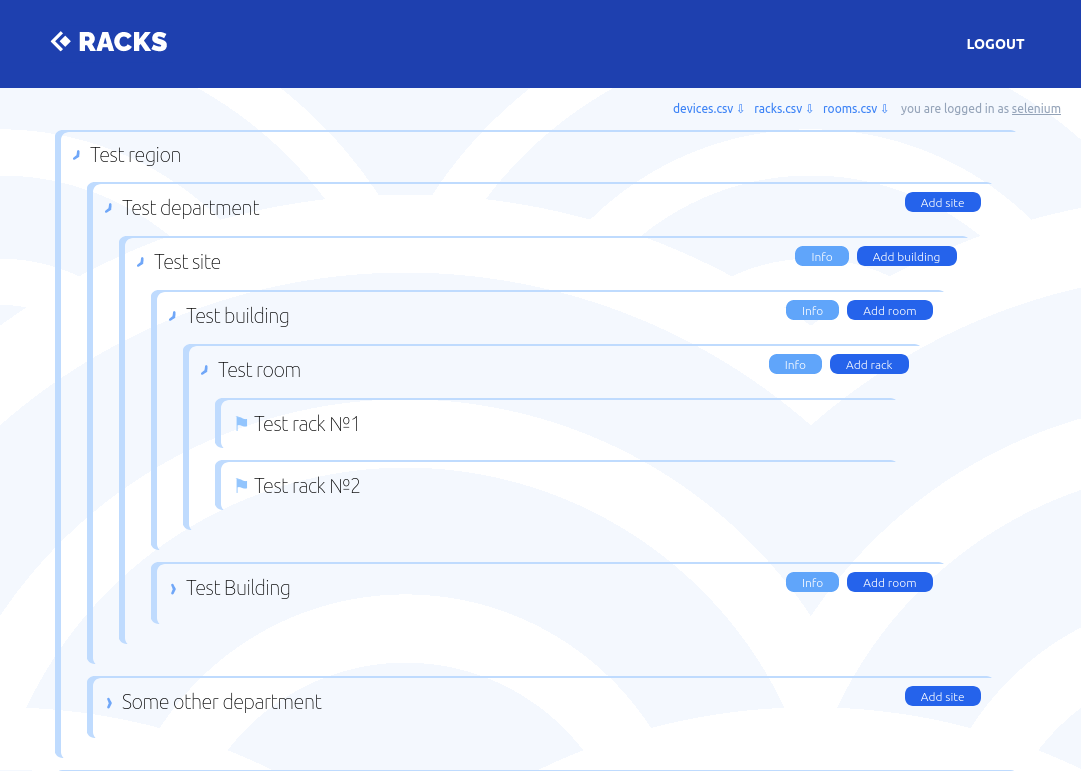 RACKS
LOGOUT
devices.csv ⇩ racks.csv ⇩ rooms.csv ⇩ you are logged in as selenium
Test region
Test department Add site
Test site Info Add building
Test building Info Add room
Test room Info Add rack
Test rack №1
Test rack №2
Test Building Info Add room
Some other department Add site